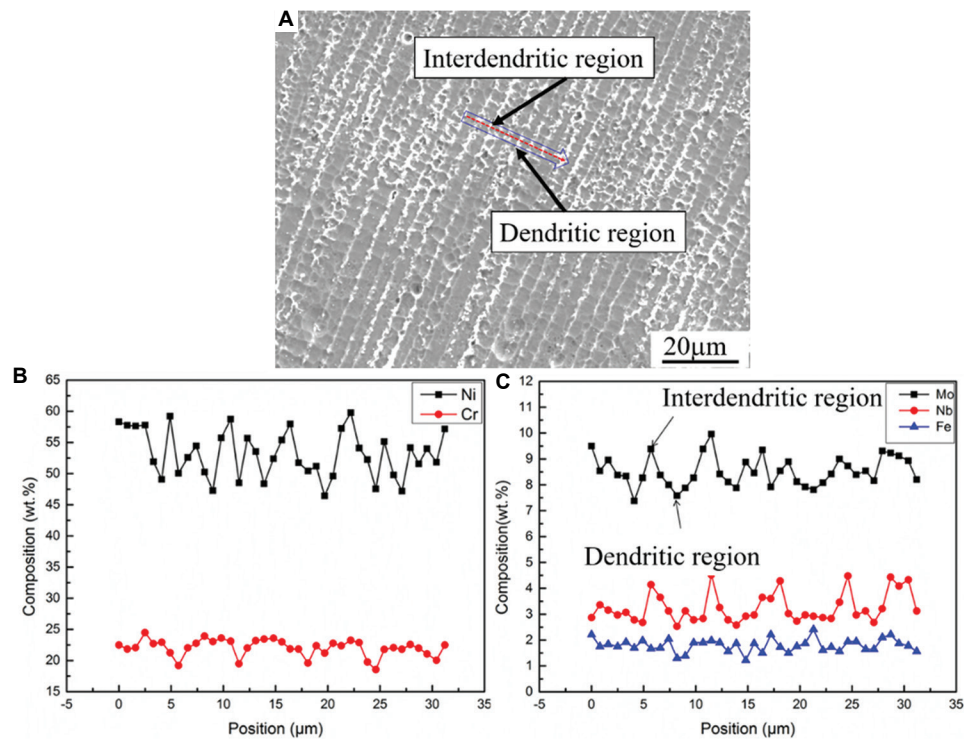 A
Interdendritic region
Dendritic region
20μm
B
65
60
55
50
45
40
35
30
25
20
15
-5 0 5 10 15 20 25 30 35
Composition (wt.%)
Position (μm)
Ni
Cr
C
12
11
10
9
8
7
6
5
4
3
2
1
0
-5 0 5 10 15 20 25 30 35
Composition(wt.%)
Position (μm)
Interdendritic region
Dendritic region
Mo
Nb
Fe